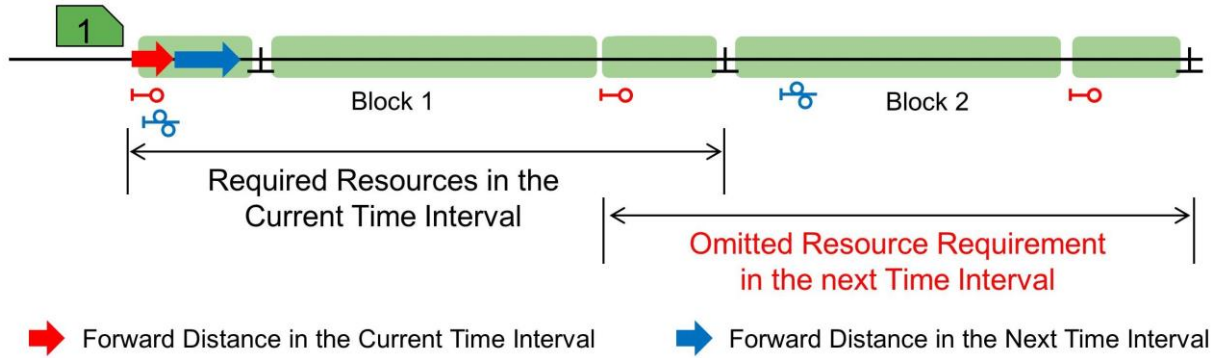 1
Block 1
Block 2
Required Resources in the
Current Time Interval
Omitted Resource Requirement
in the next Time Interval
Forward Distance in the Current Time Interval
Forward Distance in the Next Time Interval